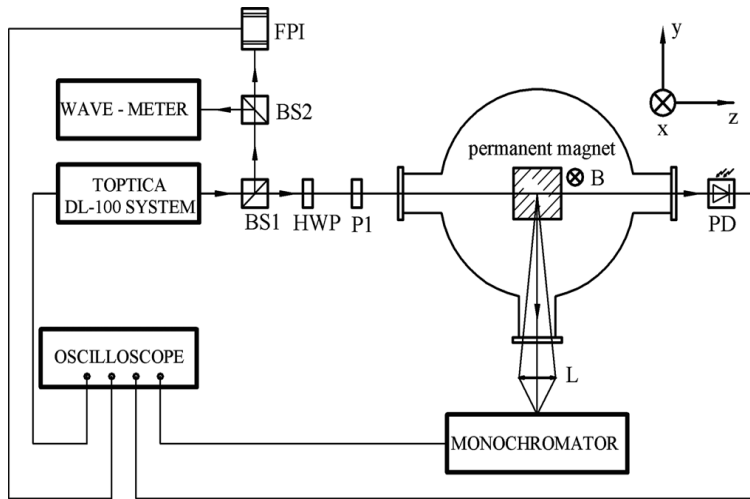 FPI
y
WAVE - METER
BS2
x
z
permanent magnet
B
TOPTICA
DL-100 SYSTEM
BS1
HWP
P1
PD
OSCILLOSCOPE
L
MONOCHROMATOR